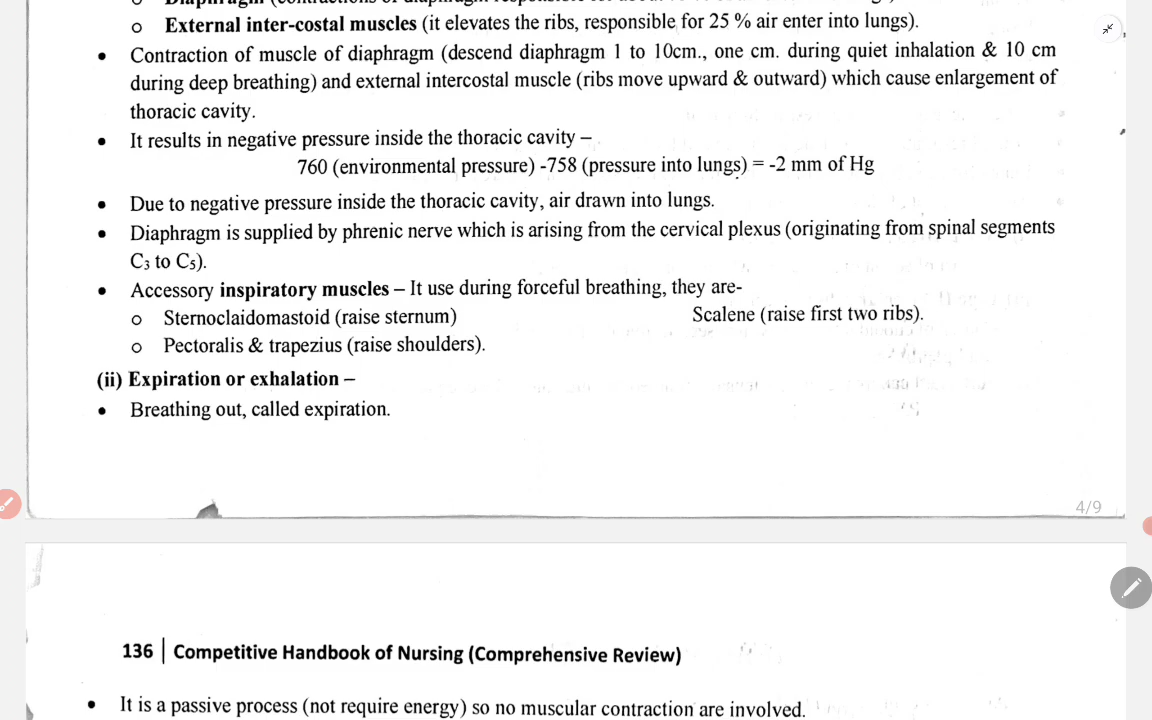 o External inter-costal muscles (it elevates the ribs, responsible for 25 % air enter into lungs).
• Contraction of muscle of diaphragm (descend diaphragm 1 to 10cm., one cm. during quiet inhalation & 10 cm
during deep breathing) and external intercostal muscle (ribs move upward & outward) which cause enlargement of
thoracic cavity.
• It results in negative pressure inside the thoracic cavity –
760 (environmental pressure) -758 (pressure into lungs) = -2 mm of Hg
• Due to negative pressure inside the thoracic cavity, air drawn into lungs.
• Diaphragm is supplied by phrenic nerve which is arising from the cervical plexus (originating from spinal segments
C3 to C5).
• Accessory inspiratory muscles – It use during forceful breathing, they are-
o Sternoclaidomastoid (raise sternum) Scalene (raise first two ribs).
o Pectoralis & trapezius (raise shoulders).
(ii) Expiration or exhalation –
• Breathing out, called expiration.
4/9
136 | Competitive Handbook of Nursing (Comprehensive Review)
• It is a passive process (not require energy) so no muscular contraction are involved.